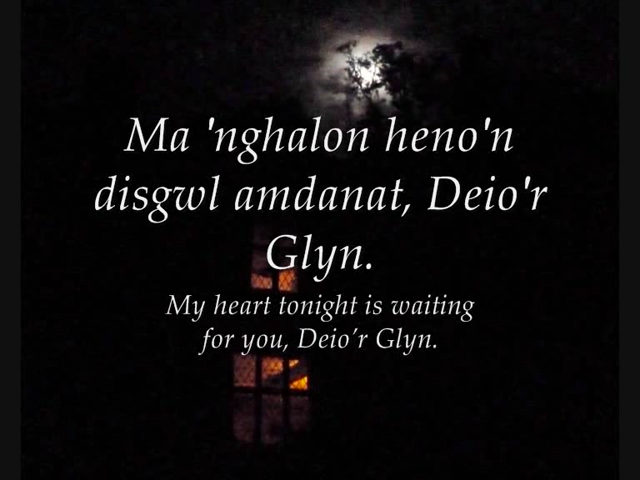 Ma 'nghalon heno'n
disgwl amdanat, Deio'r
Glyn.
My heart tonight is waiting
for you, Deio’r Glyn.